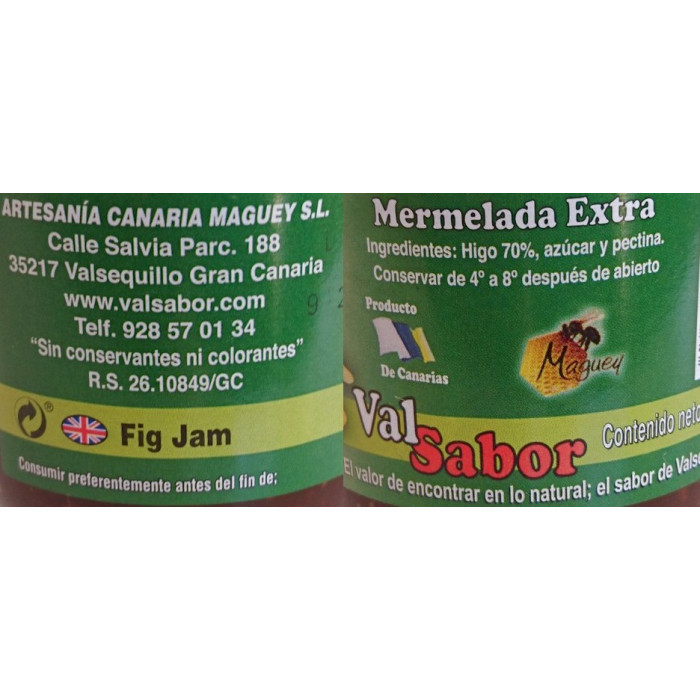 ARTESANÍA CANARIA MAGUEY S.L.
Calle Salvia Parc. 188
35217 Valsequillo Gran Canaria
www.valsabor.com
Telf. 928 57 01 34
“Sin conservantes ni colorantes”
R.S. 26.10849/GC
Fig Jam
Consumir preferentemente antes del fin de;
Mermelada Extra
Ingredientes: Higo 70%, azúcar y pectina.
Conservar de 4º a 8º después de abierto
Producto
De Canarias
Maguey
Val
Sabor
Contenido neto
El valor de encontrar en lo natural; el sabor de Valse